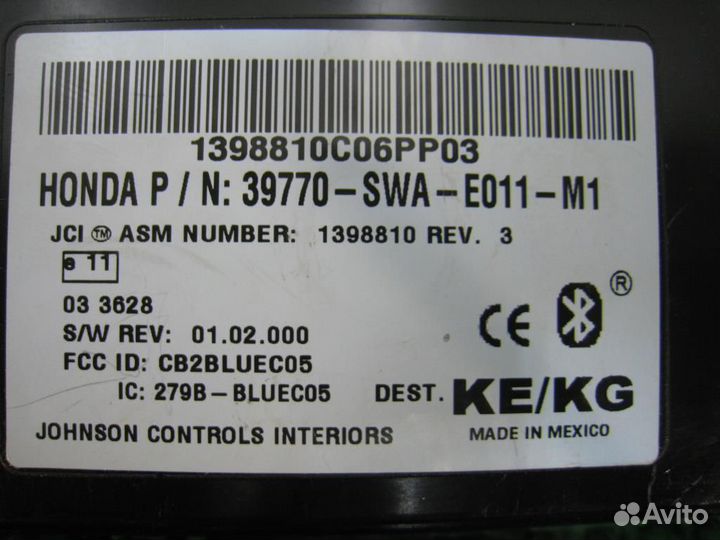 1398810C06PP03
HONDA P / N: 39770-SWA-E011-M1
JCI TM ASM NUMBER: 1398810 REV. 3
e 11
03 3628
S/W REV: 01.02.000
FCC ID: CB2BLUEC05
IC: 279B-BLUEC05
CE ®
DEST. KE/KG
JOHNSON CONTROLS INTERIORS
MADE IN MEXICO
Avito